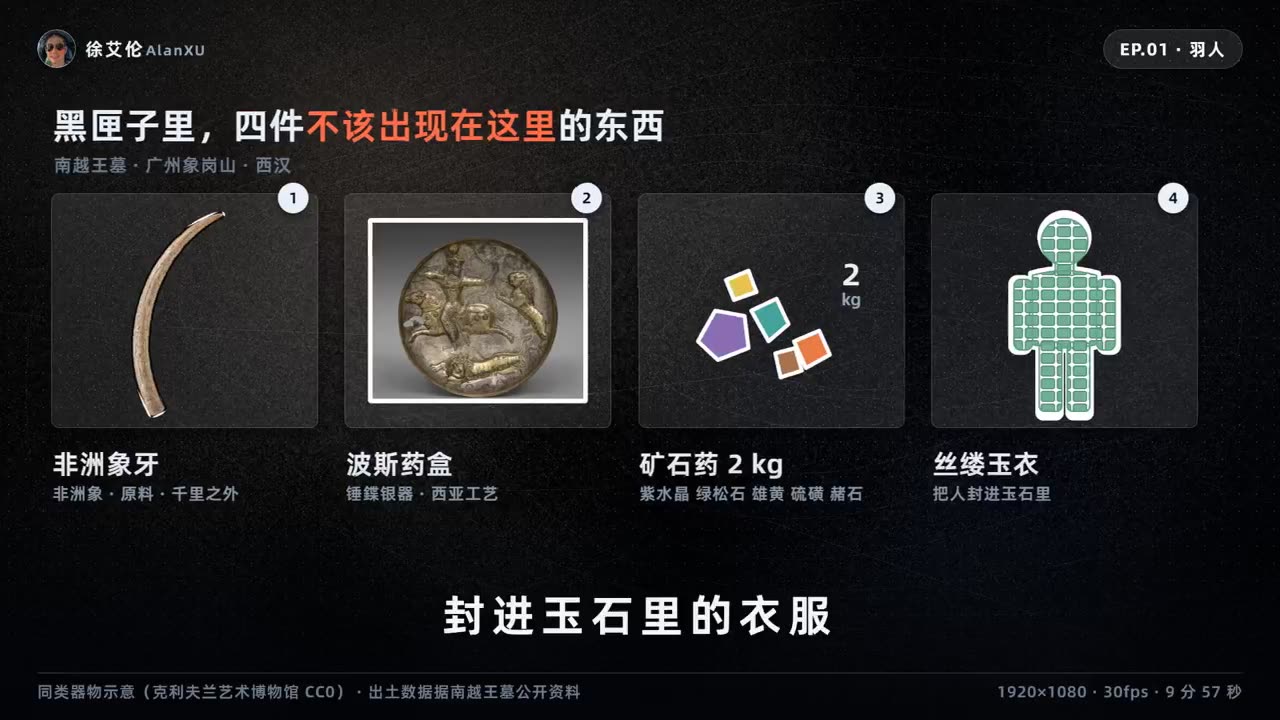 徐艾伦AlanXU
EP.01 · 羽人
黑匣子里，四件不该出现在这里的东西
南越王墓 · 广州象岗山 · 西汉
1
2
3
4
2
kg
非洲象牙
非洲象 · 原料 · 千里之外
波斯药盒
锤鍱银器 · 西亚工艺
矿石药 2 kg
紫水晶 绿松石 雄黄 硫磺 赭石
丝缕玉衣
把人封进玉石里
封进玉石里的衣服
同类器物示意（克利夫兰艺术博物馆 CC0） · 出土数据据南越王墓公开资料
1920×1080 · 30fps · 9 分 57 秒